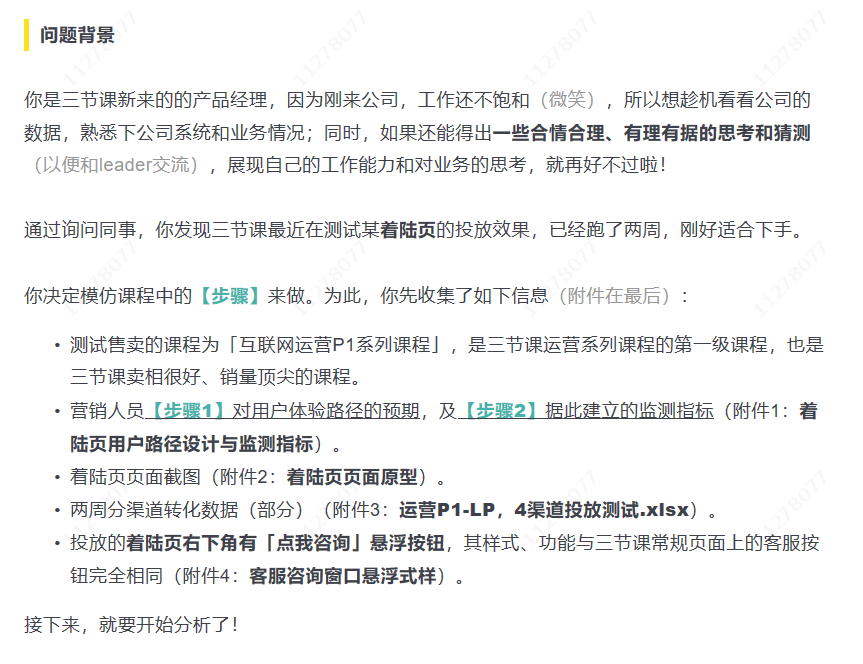 问题背景
你是三节课新来的的产品经理，因为刚来公司，工作还不饱和（微笑），所以想趁机看看公司的
数据，熟悉下公司系统和业务情况；同时，如果还能得出一些合情合理、有理有据的思考和猜测
（以便和leader交流），展现自己的工作能力和对业务的思考，就再好不过啦！
通过询问同事，你发现三节课最近在测试某着陆页的投放效果，已经跑了两周，刚好适合下手。
你决定模仿课程中的【步骤】来做。为此，你先收集了如下信息（附件在最后）：
• 测试售卖的课程为「互联网运营P1系列课程」，是三节课运营系列课程的第一级课程，也是
三节课卖相很好、销量顶尖的课程。
• 营销人员【步骤1】对用户体验路径的预期，及【步骤2】据此建立的监测指标（附件1：着
陆页用户路径设计与监测指标）。
• 着陆页页面截图（附件2：着陆页页面原型）。
• 两周分渠道转化数据（部分）（附件3：运营P1-LP，4渠道投放测试.xlsx）。
• 投放的着陆页右下角有「点我咨询」悬浮按钮，其样式、功能与三节课常规页面上的客服按
钮完全相同（附件4：客服咨询窗口悬浮式样）。
接下来，就要开始分析了！
11278077
11278077
11278077
11278077
11278077
11278077
11278077
11278077
11278077
11278077
11278077
11278077